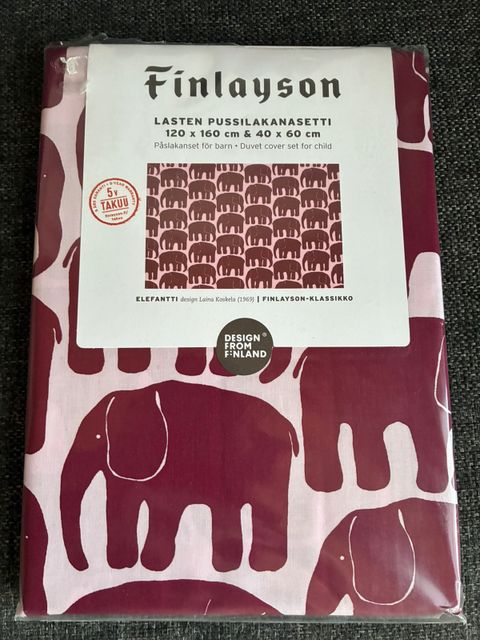 Finlayson
LASTEN PUSSILAKANASETTI
120 x 160 cm & 40 x 60 cm
Påslakanset för barn • Duvet cover set for child
5 v
TAKUU
ELEFANTTI design Laina Koskela (1969) | FINLAYSON-KLASSIKKO
DESIGN
FROM
FINLAND